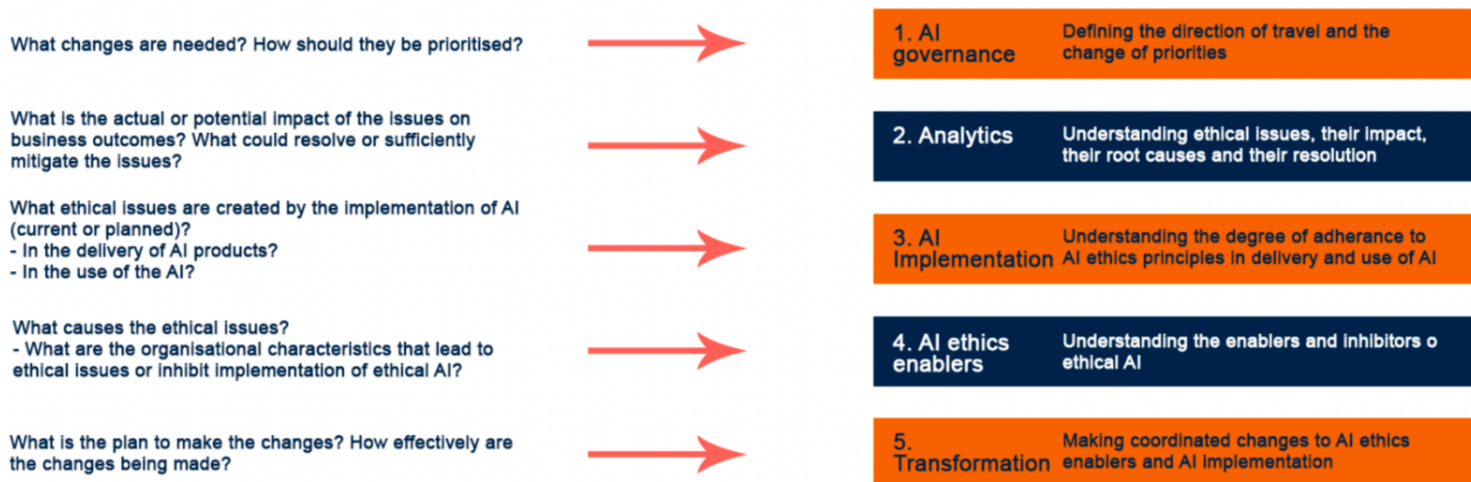 What changes are needed? How should they be prioritised?
1. AI
governance
Defining the direction of travel and the
change of priorities
What is the actual or potential impact of the issues on
business outcomes? What could resolve or sufficiently
mitigate the issues?
2. Analytics
Understanding ethical issues, their impact,
their root causes and their resolution
What ethical issues are created by the implementation of AI
(current or planned)?
- In the delivery of AI products?
- In the use of the AI?
3. AI
Implementation
Understanding the degree of adherance to
AI ethics principles in delivery and use of AI
What causes the ethical issues?
- What are the organisational characteristics that lead to
ethical issues or inhibit implementation of ethical AI?
4. AI ethics
enablers
Understanding the enablers and inhibitors o
ethical AI
What is the plan to make the changes? How effectively are
the changes being made?
5.
Transformation
Making coordinated changes to AI ethics
enablers and AI implementation